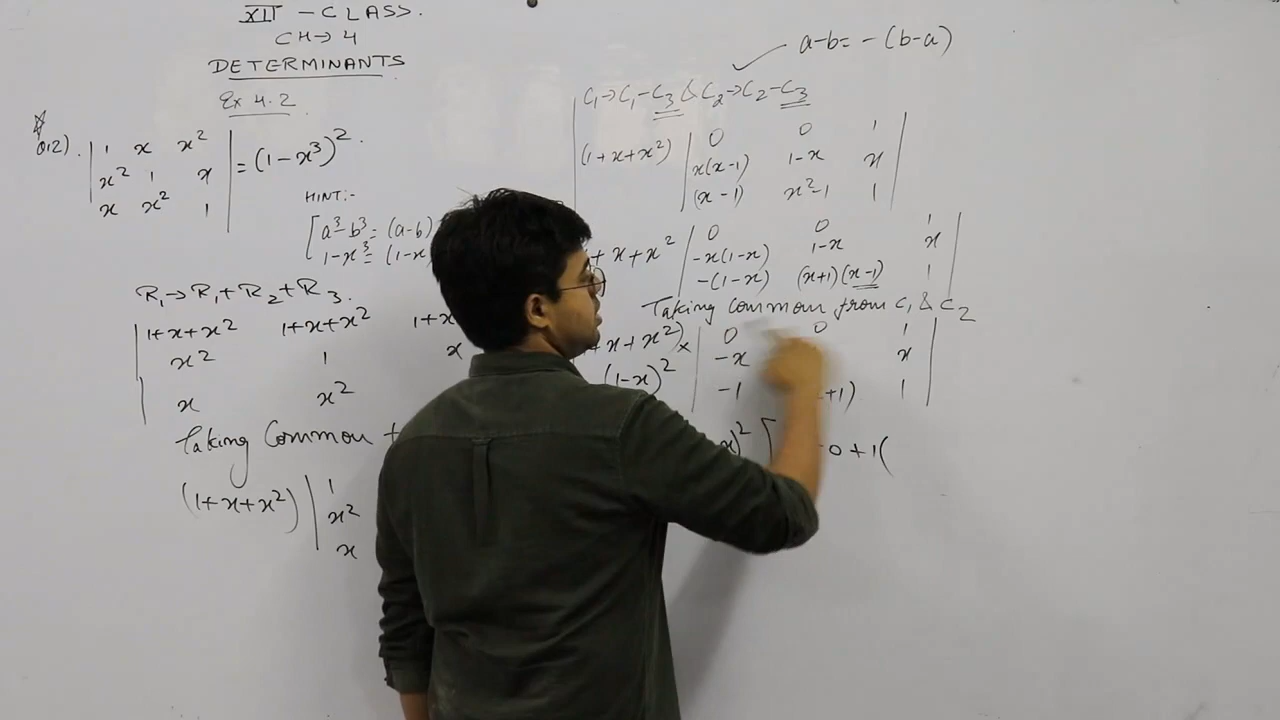 XII - CLASS.
CH→ 4
DETERMINANTS
Ex 4.2
Q12).
1 x x²
x² 1 x
x x² 1
= (1-x³)².
HINT:-
[a³-b³= (a-b)
1-x³= (1-x
R₁→R₁+R₂+R₃.
1+x+x² 1+x+x² 1+x
x² 1 x
x x²
Taking Common
(1+x+x²) 1
x²
x
a-b= -(b-a)
C₁→C₁-C₃ & C₂→C₂-C₃
(1+x+x²) 0 0 1
x(x-1) 1-x x
(x-1) x²-1 1
0 0 1
+x+x² -x(1-x) 1-x x
-(1-x) (x+1)(x-1) 1
Taking common from C₁ & C₂
+x+x²)× 0 0 1
(1-x)² -x x
-1 +1) 1
x)² [ -0+1(